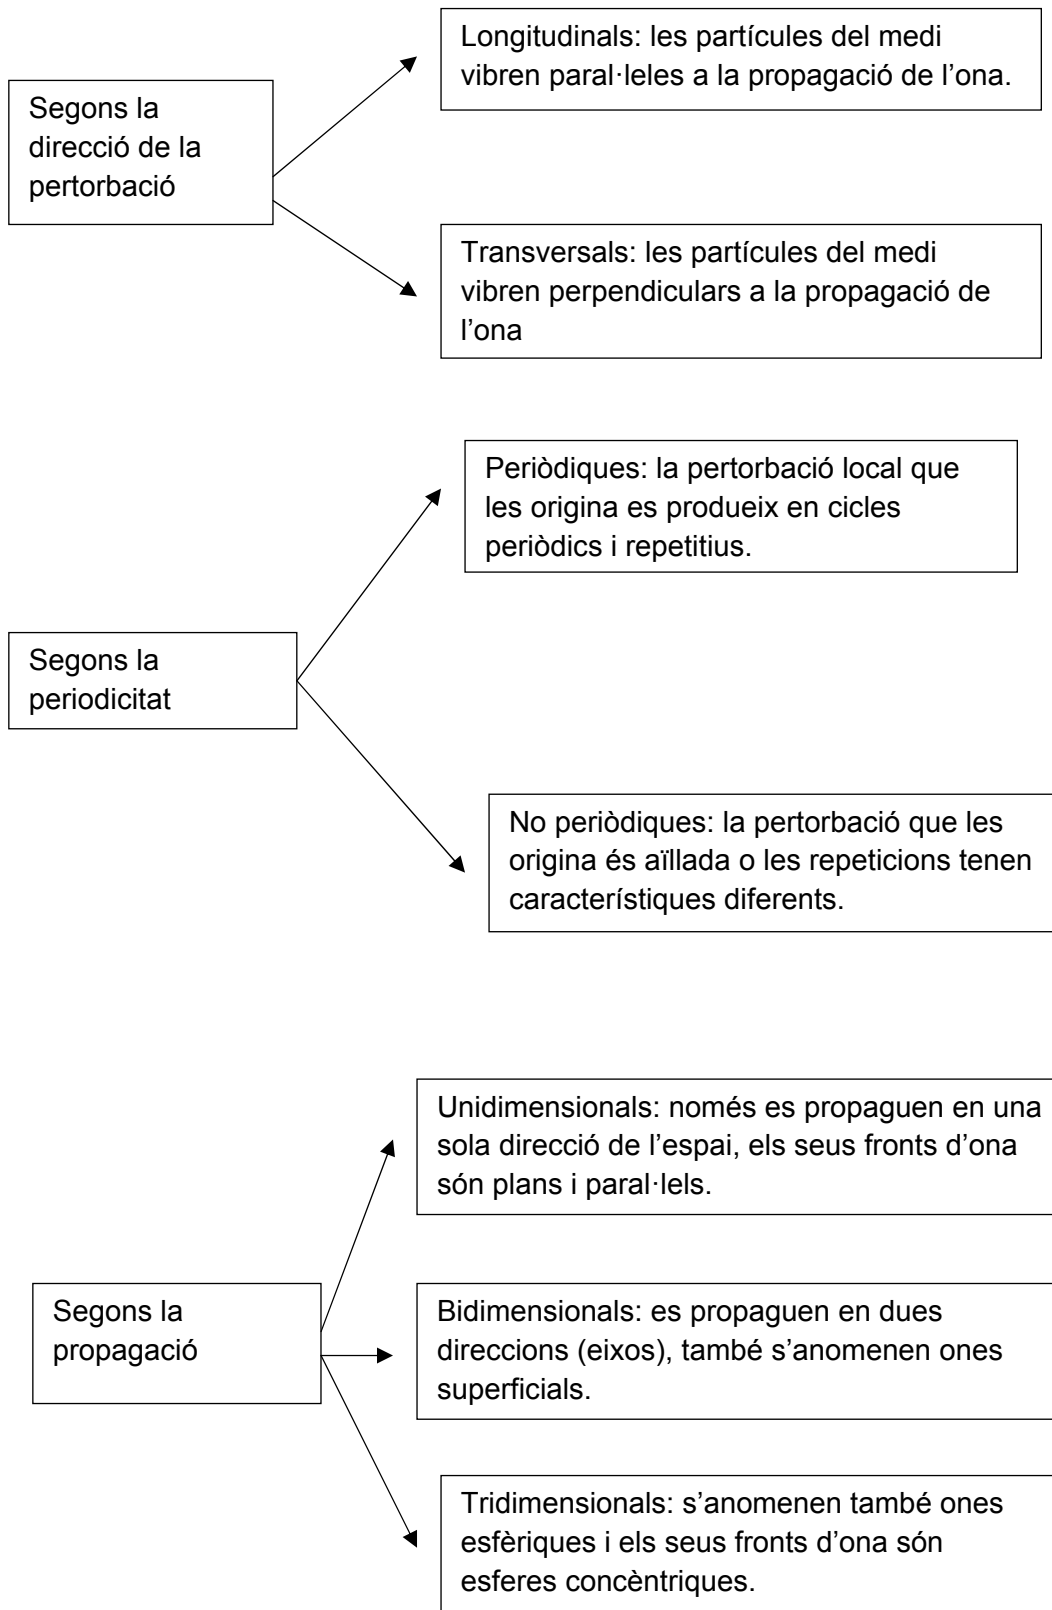 Longitudinals: les partícules del medi
vibren paral·leles a la propagació de l’ona.
Segons la
direcció de la
pertorbació
Transversals: les partícules del medi
vibren perpendiculars a la propagació de
l’ona
Periòdiques: la pertorbació local que
les origina es produeix en cicles
periòdics i repetitius.
Segons la
periodicitat
No periòdiques: la pertorbació que les
origina és aïllada o les repeticions tenen
característiques diferents.
Unidimensionals: només es propaguen en una
sola direcció de l’espai, els seus fronts d’ona
són plans i paral·lels.
Segons la
propagació
Bidimensionals: es propaguen en dues
direccions (eixos), també s’anomenen ones
superficials.
Tridimensionals: s’anomenen també ones
esfèriques i els seus fronts d’ona són
esferes concèntriques.